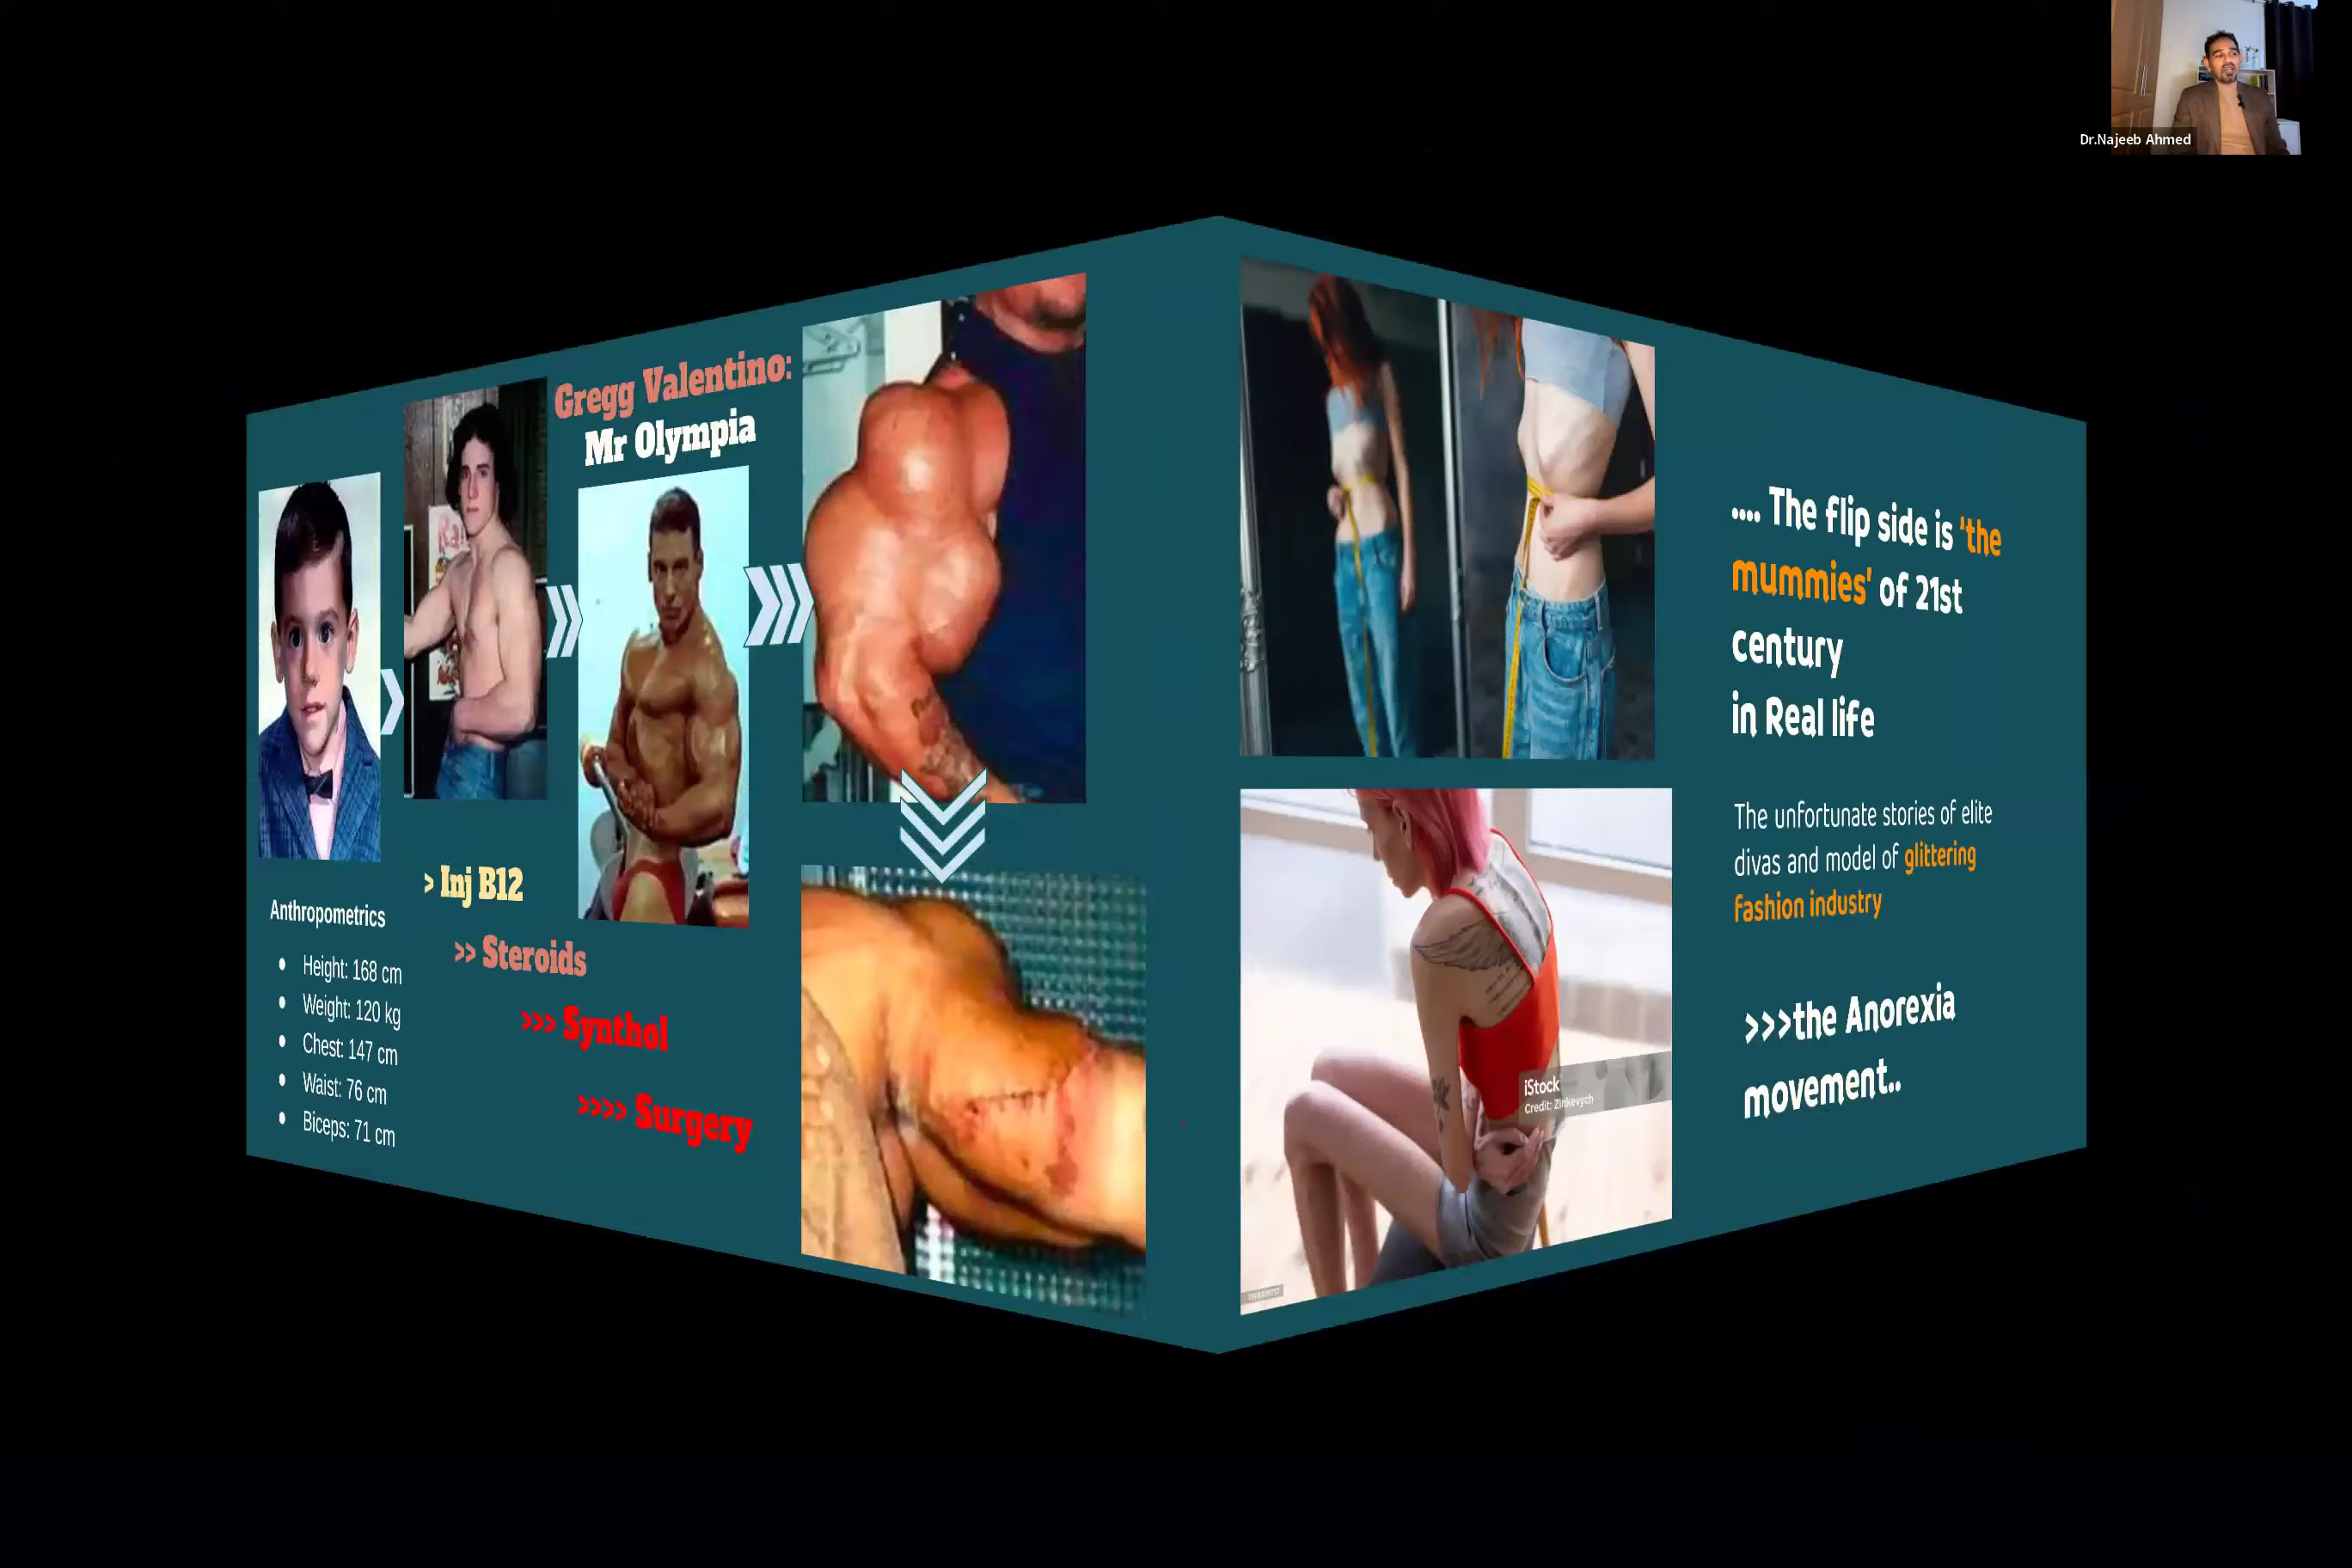 Dr.Najeeb Ahmed
Gregg Valentino:
Mr Olympia
> Inj B12
>> Steroids
>>> Synthol
>>>> Surgery
Anthropometrics
• Height: 168 cm
• Weight: 120 kg
• Chest: 147 cm
• Waist: 76 cm
• Biceps: 71 cm
.... The flip side is 'the
mummies' of 21st
century
in Real life
The unfortunate stories of elite
divas and model of glittering
fashion industry
>>>the Anorexia
movement..
iStock
Credit: Zinkevych